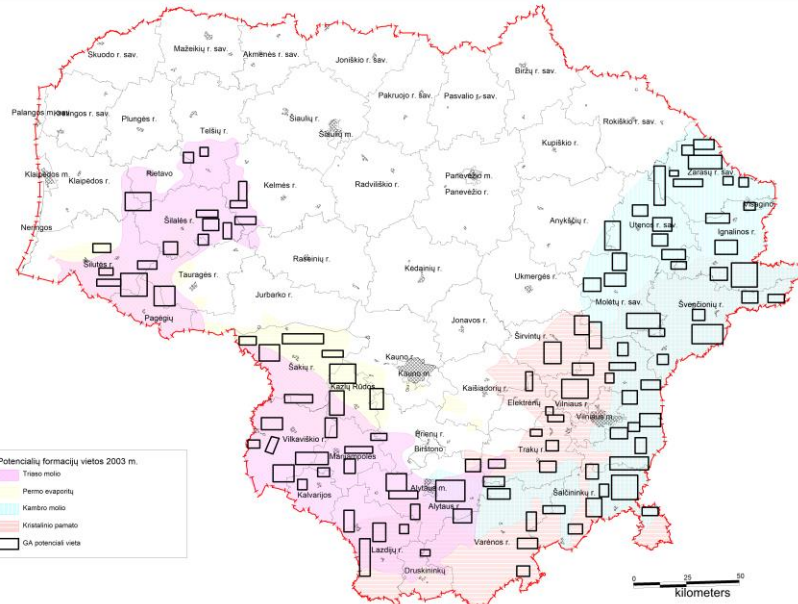 Skuodo r. sav.
Mažeikių r. sav.
Akmenės r. sav.
Joniškio r. sav.
Biržų r. sav.
Pakruojo r. sav.
Pasvalio r. sav.
Rokiškio r. sav.
Palangos m. sav.
Plungės r.
Telšių r.
Šiaulių r.
Šiaulių m.
Kupiškio r.
Klaipėdos m.
Klaipėdos r.
Rietavo
Kelmės r.
Radviliškio r.
Panevėžio m.
Panevėžio r.
Zarasų r. sav.
Visagino
Neringos
Šilalės r.
Anykščių r.
Utenos r. sav.
Ignalinos r.
Šilutės r.
Tauragės r.
Raseinių r.
Kėdainių r.
Ukmergės r.
Jurbarko r.
Molėtų r. sav.
Švenčionių r.
Pagėgių
Jonavos r.
Širvintų r.
Šakių r.
Kauno r.
Kauno m.
Kaišiadorių r.
Kazlų Rūdos
Elektrėnų
Vilniaus r.
Vilniaus m.
Vilkaviškio r.
Prienų r.
Birštono
Marijampolės
Trakų r.
Kalvarijos
Alytaus m.
Alytaus r.
Šalčininkų r.
Lazdijų r.
Varėnos r.
Druskininkų
Potencialių formacijų vietos 2003 m.
Triaso molio
Permo evaporitų
Kambro molio
Kristalinio pamato
GA potenciali vieta
0 25 50
kilometers